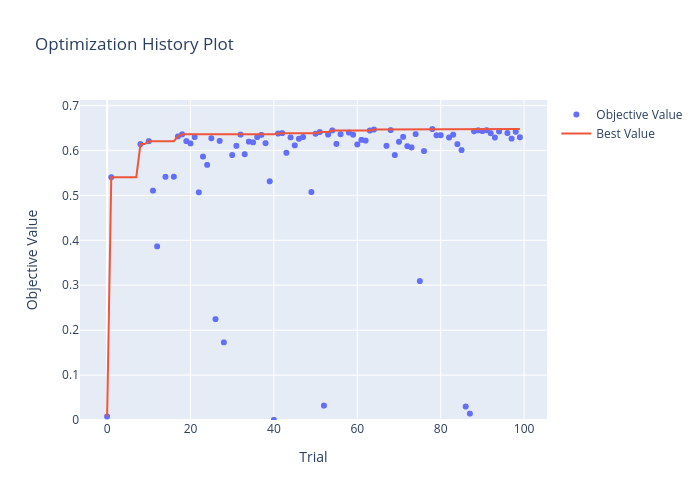 Optimization History Plot
Objective Value
Best Value
0.7
0.6
0.5
0.4
0.3
0.2
0.1
0
Objective Value
0 20 40 60 80 100
Trial